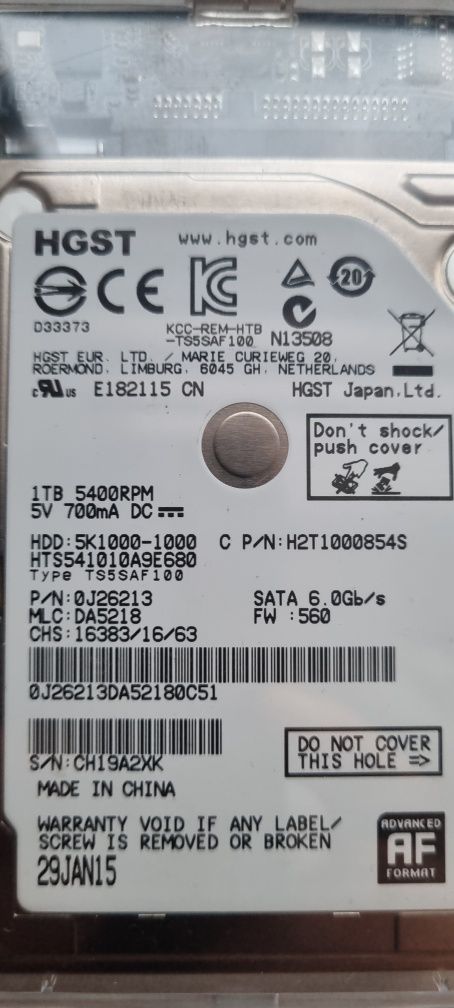 HGST www.hgst.com
20
D33373
KCC-REM-HTB
-TS5SAF100 N13508
HGST EUR. LTD. / MARIE CURIEWEG 20,
ROERMOND, LIMBURG, 6045 GH, NETHERLANDS
E182115 CN HGST Japan,Ltd.
Don't shock/
push cover
1TB 5400RPM
5V 700mA DC
HDD:5K1000-1000 C P/N:H2T1000854S
HTS541010A9E680
Type TS5SAF100
P/N:0J26213 SATA 6.0Gb/s
MLC:DA5218 FW :560
CHS:16383/16/63
0J26213DA52180C51
S/N:CH19A2XK
DO NOT COVER
THIS HOLE =>
MADE IN CHINA
WARRANTY VOID IF ANY LABEL/
SCREW IS REMOVED OR BROKEN
29JAN15
ADVANCED
AF
FORMAT